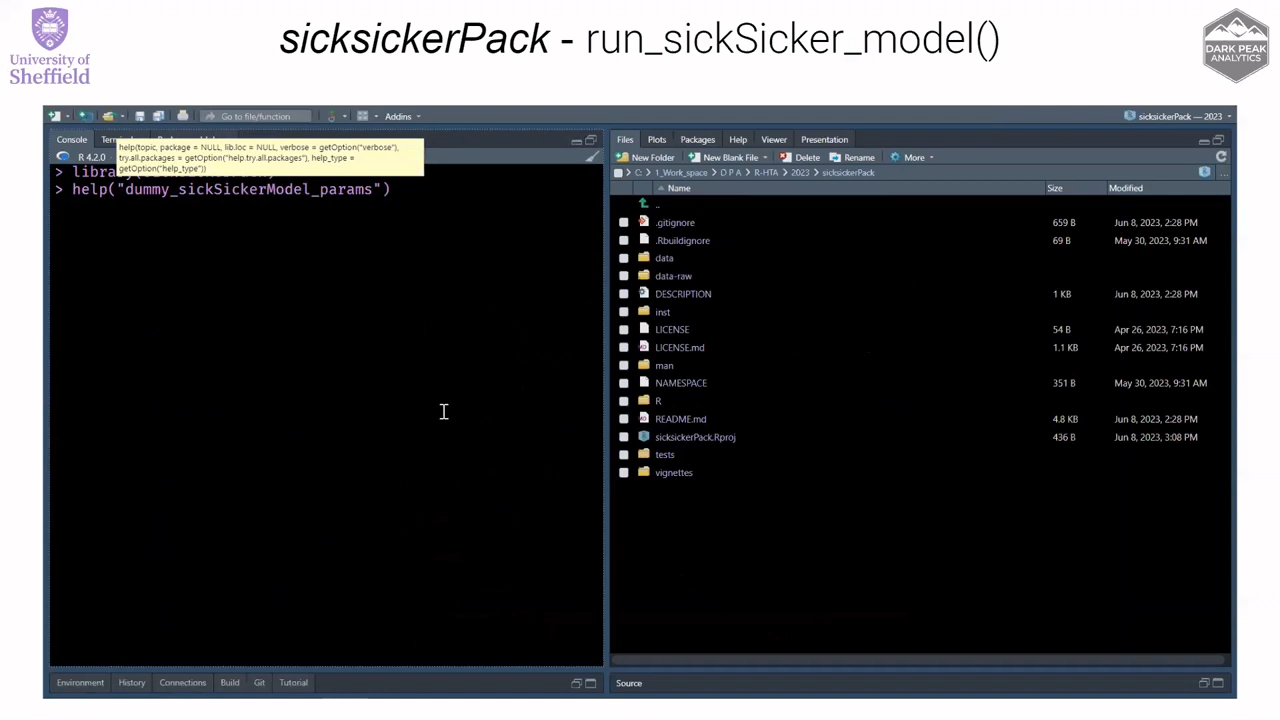 sicksickerPack - run_sickSicker_model()
University of Sheffield
DARK PEAK
ANALYTICS
Go to file/function
Addins
sicksickerPack — 2023
Console
R 4.2.0
help(topic, package = NULL, lib.loc = NULL, verbose = getOption("verbose"),
try.all.packages = getOption("help.try.all.packages"), help_type =
getOption("help_type"))
> help("dummy_sickSickerModel_params")
Files Plots Packages Help Viewer Presentation
New Folder New Blank File Delete Rename More
C: 1_Work_space O P A R-HTA 2023 sicksickerPack
Name Size Modified
..
.gitignore 659 B Jun 8, 2023, 2:28 PM
.Rbuildignore 69 B May 30, 2023, 9:31 AM
data
data-raw
DESCRIPTION 1 KB Jun 8, 2023, 2:28 PM
inst
LICENSE 54 B Apr 26, 2023, 7:16 PM
LICENSE.md 1.1 KB Apr 26, 2023, 7:16 PM
man
NAMESPACE 351 B May 30, 2023, 9:31 AM
R
README.md 4.8 KB Jun 8, 2023, 2:28 PM
sicksickerPack.Rproj 436 B Jun 8, 2023, 3:08 PM
tests
vignettes
Environment History Connections Build Git Tutorial
Source